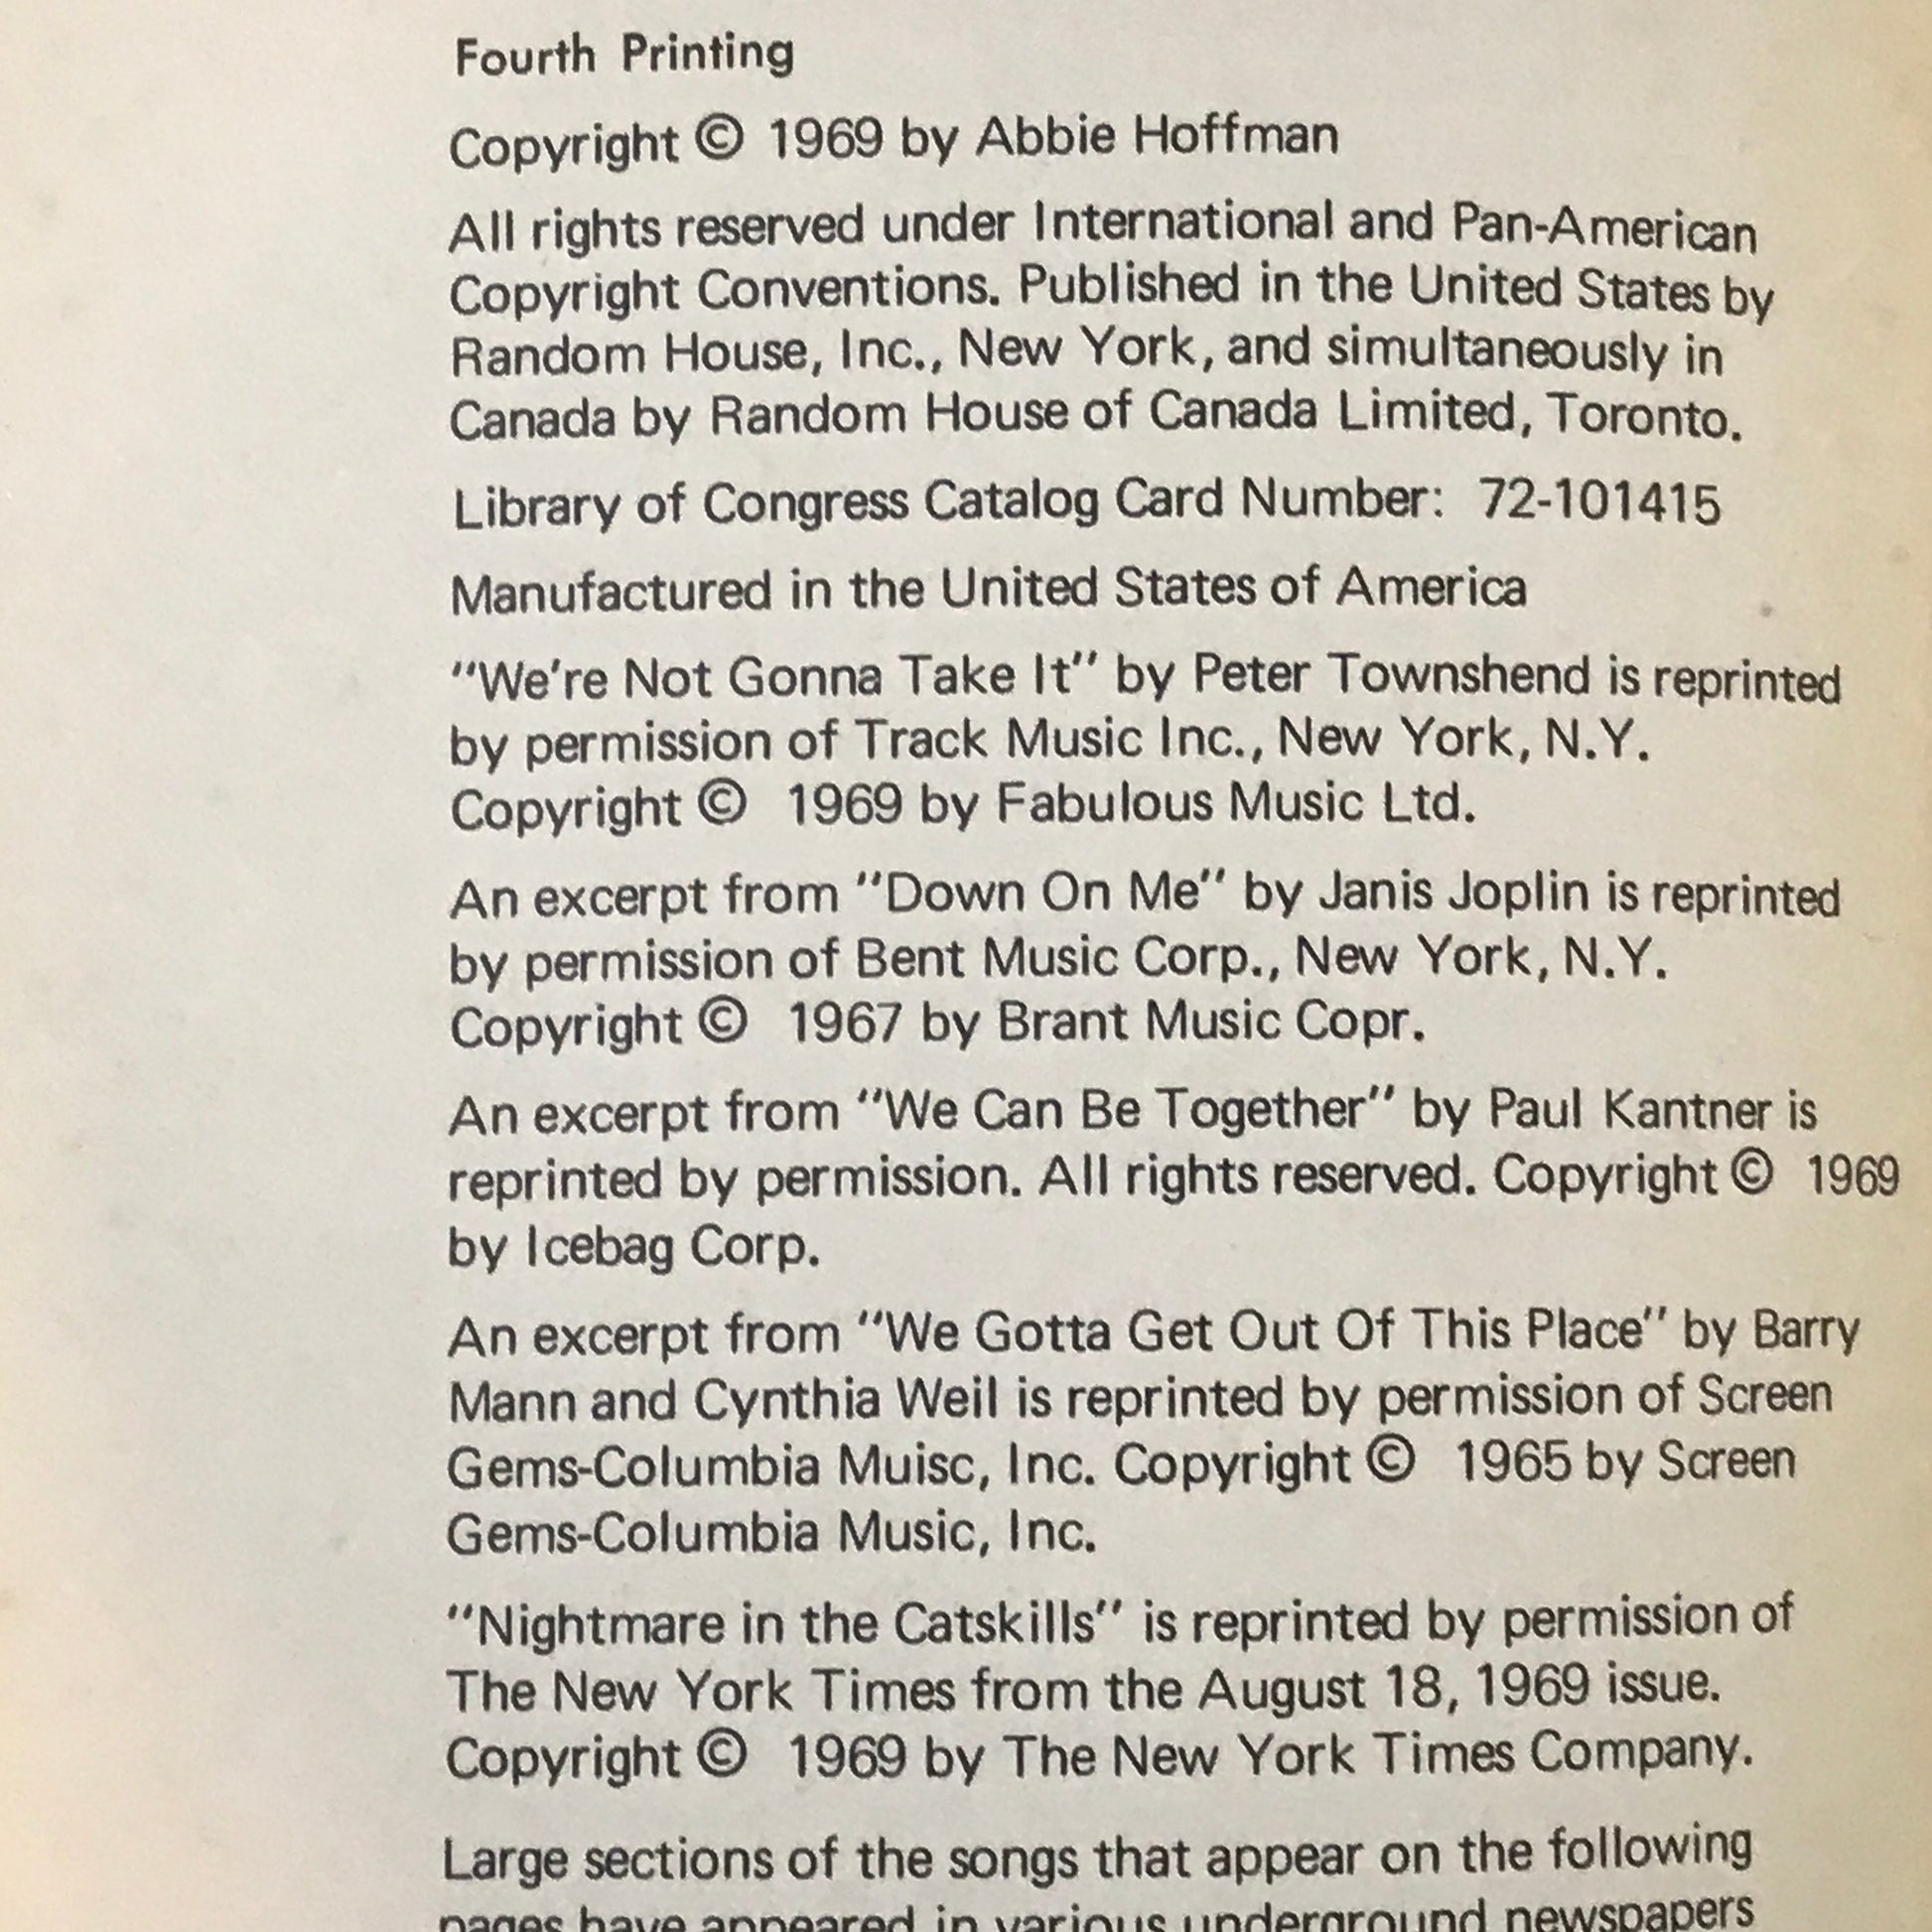 Fourth Printing
Copyright © 1969 by Abbie Hoffman
All rights reserved under International and Pan-American
Copyright Conventions. Published in the United States by
Random House, Inc., New York, and simultaneously in
Canada by Random House of Canada Limited, Toronto.
Library of Congress Catalog Card Number: 72-101415
Manufactured in the United States of America
"We're Not Gonna Take It" by Peter Townshend is reprinted
by permission of Track Music Inc., New York, N.Y.
Copyright © 1969 by Fabulous Music Ltd.
An excerpt from "Down On Me" by Janis Joplin is reprinted
by permission of Bent Music Corp., New York, N.Y.
Copyright © 1967 by Brant Music Copr.
An excerpt from "We Can Be Together" by Paul Kantner is
reprinted by permission. All rights reserved. Copyright © 1969
by Icebag Corp.
An excerpt from "We Gotta Get Out Of This Place" by Barry
Mann and Cynthia Weil is reprinted by permission of Screen
Gems-Columbia Muisc, Inc. Copyright © 1965 by Screen
Gems-Columbia Music, Inc.
"Nightmare in the Catskills" is reprinted by permission of
The New York Times from the August 18, 1969 issue.
Copyright © 1969 by The New York Times Company.
Large sections of the songs that appear on the following
pages have appeared in various underground newspapers